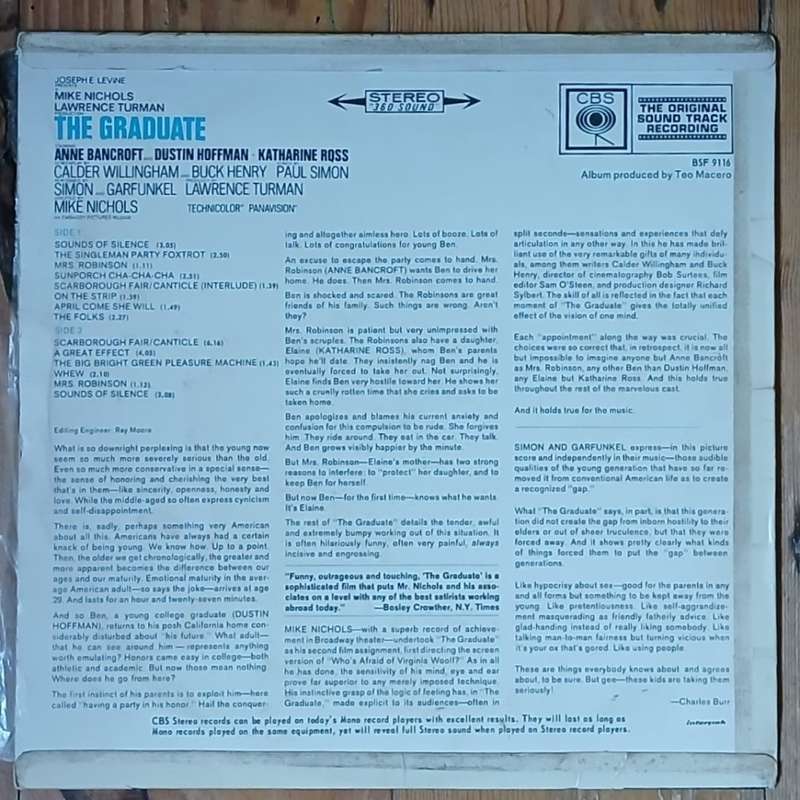 JOSEPH E. LEVINE
PRESENTS
A
MIKE NICHOLS
LAWRENCE TURMAN
PRODUCTION
THE GRADUATE
STARRING
ANNE BANCROFT AND DUSTIN HOFFMAN · KATHARINE ROSS
CALDER WILLINGHAM AND BUCK HENRY PAUL SIMON
SIMON AND GARFUNKEL LAWRENCE TURMAN
MIKE NICHOLS TECHNICOLOR® PANAVISION®
AN EMBASSY PICTURES RELEASE
STEREO
"360 SOUND"
CBS
THE ORIGINAL
SOUND TRACK
RECORDING
BSF 9116
Album produced by Teo Macero
SIDE 1
SOUNDS OF SILENCE (3.05)
THE SINGLEMAN PARTY FOXTROT (2.50)
MRS. ROBINSON (1.11)
SUNPORCH CHA-CHA-CHA (2.51)
SCARBOROUGH FAIR/CANTICLE (INTERLUDE) (1.39)
ON THE STRIP (1.59)
APRIL COME SHE WILL (1.49)
THE FOLKS (2.27)
SIDE 2
SCARBOROUGH FAIR/CANTICLE (6,16)
A GREAT EFFECT (4.05)
THE BIG BRIGHT GREEN PLEASURE MACHINE (1,43)
WHEW (2.10)
MRS. ROBINSON (1.12)
SOUNDS OF SILENCE (3,08)
Editing Engineer: Ray Moore
What is so downright perplexing is that the young now
seem so much more severely serious than the old.
Even so much more conservative in a special sense—
the sense of honoring and cherishing the very best
that's in them—like sincerity, openness, honesty and
love. While the middle-aged so often express cynicism
and self-disappointment.
There is, sadly, perhaps something very American
about all this. Americans have always had a certain
knack of being young. We know how. Up to a point.
Then, the older we get chronologically, the greater and
more apparent becomes the difference between our
ages and our maturity. Emotional maturity in the aver-
age American adult—so says the joke—arrives at age
29. And lasts for an hour and twenty-seven minutes.
And so Ben, a young college graduate (DUSTIN
HOFFMAN), returns to his posh California home con-
siderably disturbed about "his future." What adult—
that he can see around him — represents anything
worth emulating? Honors came easy in college—both
athletic and academic. But now those mean nothing.
Where does he go from here?
The first instinct of his parents is to exploit him—here
called "having a party in his honor." Hail the conquer-
ing and altogether aimless hero. Lots of booze. Lots of
talk. Lots of congratulations for young Ben.
An excuse to escape the party comes to hand. Mrs.
Robinson (ANNE BANCROFT) wants Ben to drive her
home. He does. Then Mrs. Robinson comes to hand.
Ben is shocked and scared. The Robinsons are great
friends of his family. Such things are wrong. Aren't
they?
Mrs. Robinson is patient but very unimpressed with
Ben's scruples. The Robinsons also have a daughter,
Elaine (KATHARINE ROSS), whom Ben's parents
hope he'll date. They insistently nag Ben and he is
eventually forced to take her out. Not surprisingly,
Elaine finds Ben very hostile toward her. He shows her
such a cruelly rotten time that she cries and asks to be
taken home.
Ben apologizes and blames his current anxiety and
confusion for this compulsion to be rude. She forgives
him. They ride around. They eat in the car. They talk.
And Ben grows visibly happier by the minute.
But Mrs. Robinson—Elaine's mother—has two strong
reasons to interfere: to "protect" her daughter, and to
keep Ben for herself.
But now Ben—for the first time—knows what he wants.
It's Elaine.
The rest of "The Graduate" details the tender, awful
and extremely bumpy working out of this situation. It
is often hilariously funny, often very painful, always
incisive and engrossing.
"Funny, outrageous and touching, 'The Graduate' is a
sophisticated film that puts Mr. Nichols and his asso-
ciates on a level with any of the best satirists working
abroad today." —Bosley Crowther, N.Y. Times
MIKE NICHOLS—with a superb record of achieve-
ment in Broadway theater—undertook "The Graduate"
as his second film assignment, first directing the screen
version of "Who's Afraid of Virginia Woolf?" As in all
he has done, the sensitivity of his mind, eye and ear
prove far superior to any merely imposed technique.
His instinctive grasp of the logic of feeling has, in "The
Graduate," made explicit to its audiences—often in
split seconds—sensations and experiences that defy
articulation in any other way. In this he has made bril-
liant use of the very remarkable gifts of many individu-
als, among them writers Calder Willingham and Buck
Henry, director of cinematography Bob Surtees, film
editor Sam O'Steen, and production designer Richard
Sylbert. The skill of all is reflected in the fact that each
moment of "The Graduate" gives the totally unified
effect of the vision of one mind.
Each "appointment" along the way was crucial. The
choices were so correct that, in retrospect, it is now all
but impossible to imagine anyone but Anne Bancroft
as Mrs. Robinson, any other Ben than Dustin Hoffman,
any Elaine but Katharine Ross. And this holds true
throughout the rest of the marvelous cast.
And it holds true for the music.
SIMON AND GARFUNKEL express—in this picture
score and independently in their music—those audible
qualities of the young generation that have so far re-
moved it from conventional American life as to create
a recognized "gap."
What "The Graduate" says, in part, is that this genera-
tion did not create the gap from inborn hostility to their
elders or out of sheer truculence, but that they were
forced away. And it shows pretty clearly what kinds
of things forced them to put the "gap" between
generations.
Like hypocrisy about sex—good for the parents in any
and all forms but something to be kept away from the
young. Like pretentiousness. Like self-aggrandize-
ment masquerading as friendly fatherly advice. Like
glad-handing instead of really liking somebody. Like
talking man-to-man fairness but turning vicious when
it's your ox that's gored. Like using people.
These are things everybody knows about and agrees
about, to be sure. But gee—these kids are taking them
seriously!
—Charles Burr
CBS Stereo records can be played on today's Mono record players with excellent results. They will last as long as
Mono records played on the same equipment, yet will reveal full Stereo sound when played on Stereo record players.
interpak